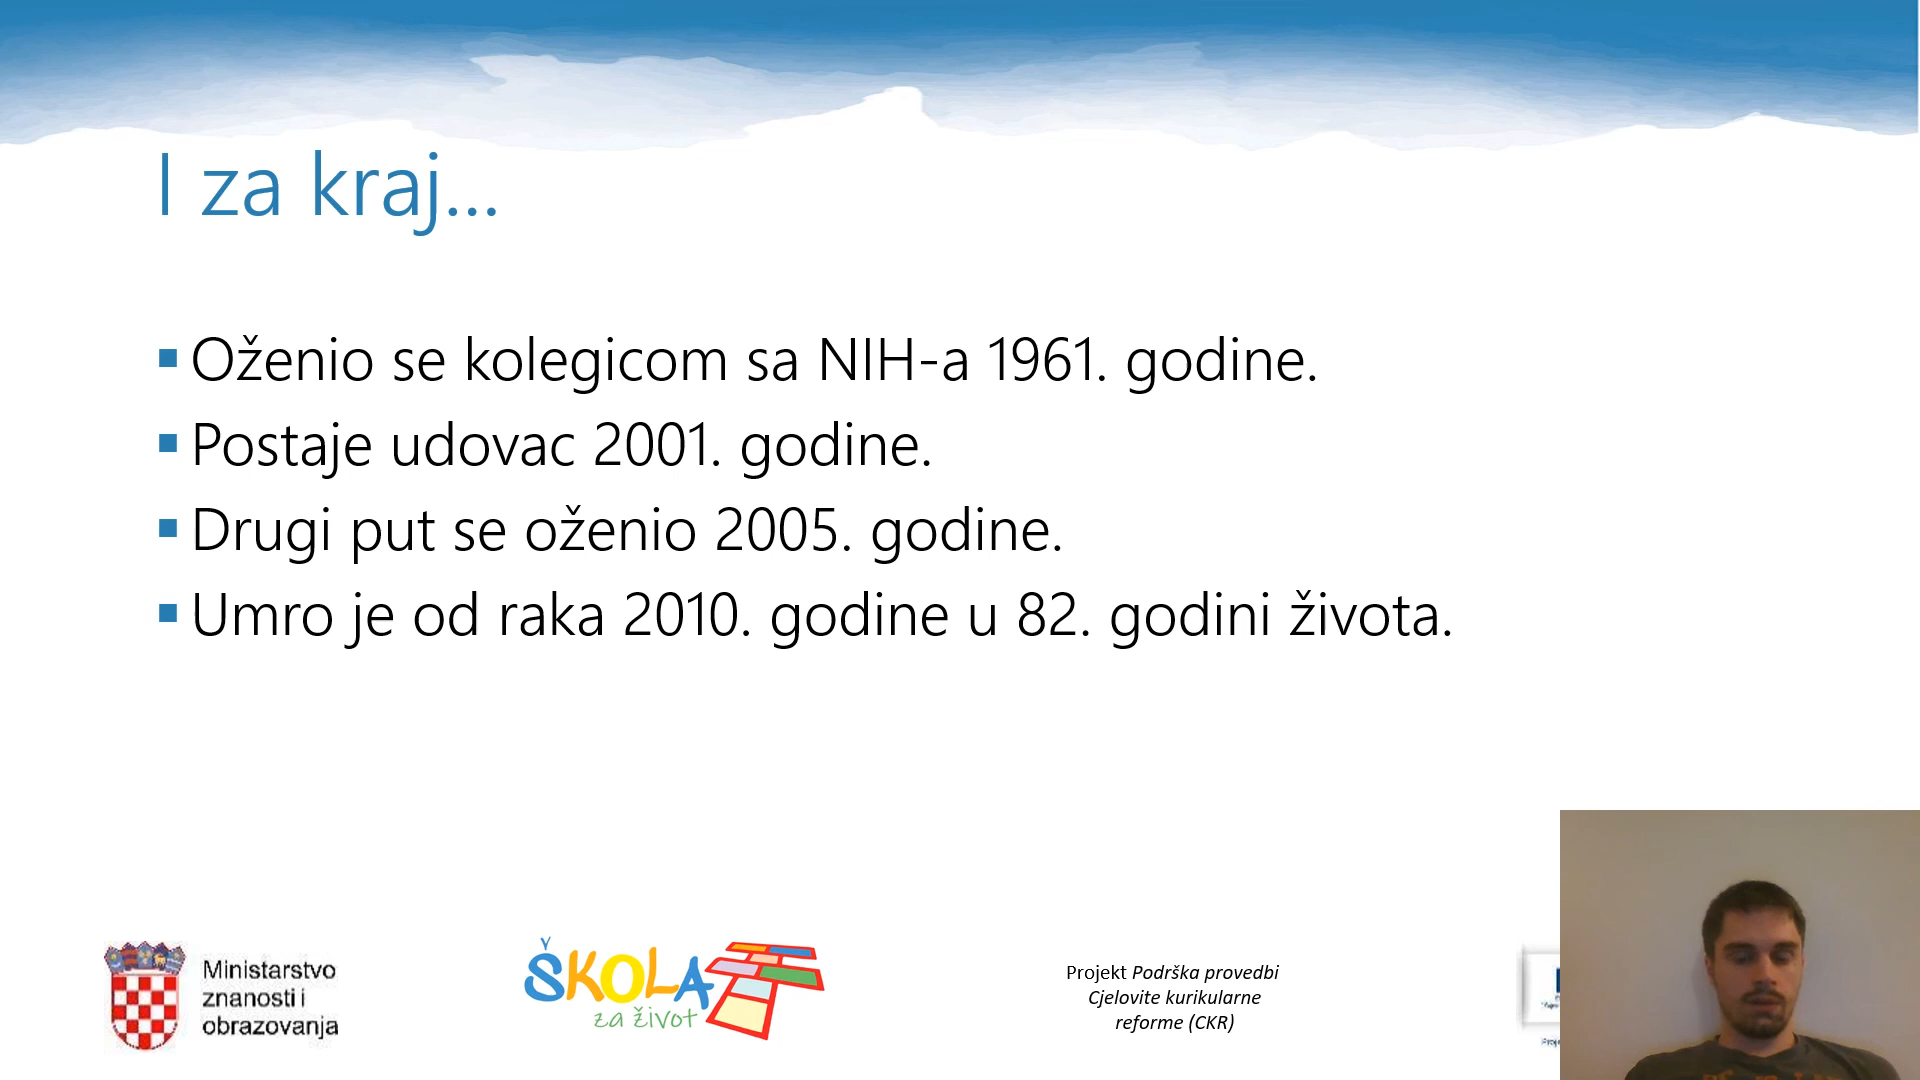 I za kraj...
Oženio se kolegicom sa NIH-a 1961. godine.
Postaje udovac 2001. godine.
Drugi put se oženio 2005. godine.
Umro je od raka 2010. godine u 82. godini života.
Ministarstvo
znanosti i
obrazovanja
ŠKOLA
za život
Projekt Podrška provedbi
Cjelovite kurikularne
reforme (CKR)